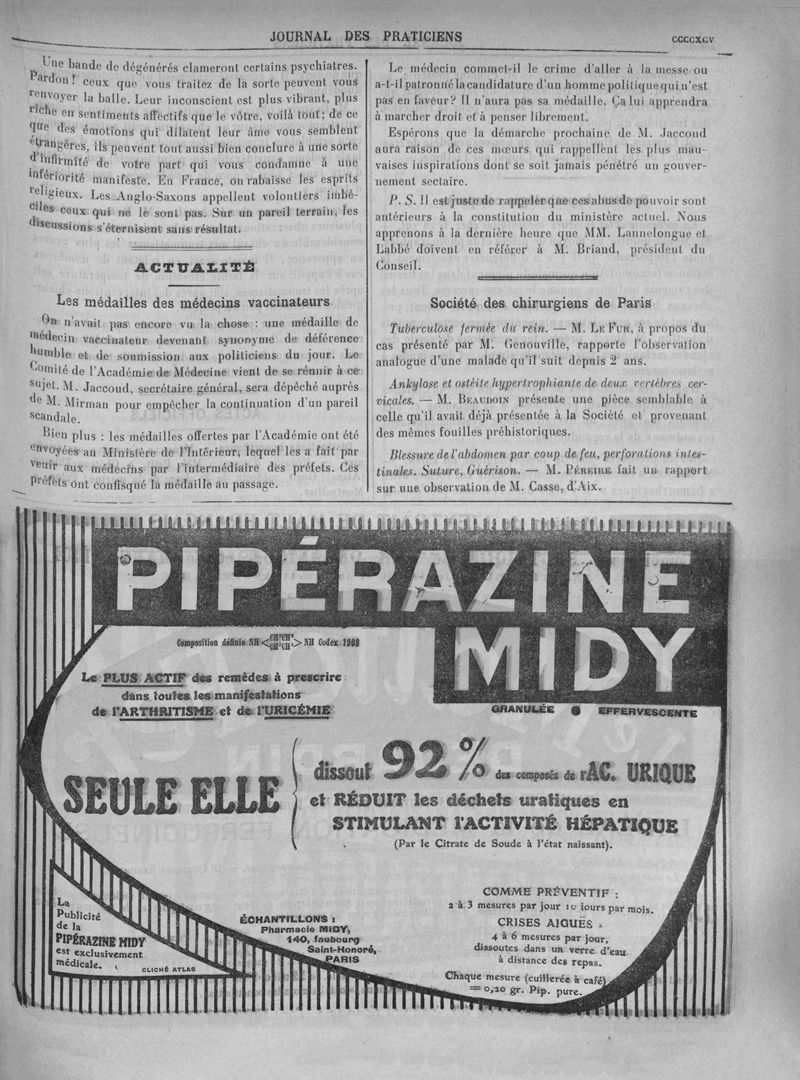 JOURNAL DES PRATICIENS
CCCCXCV
Une bande de dégénérés clameront certains psychiatres.
Pardon! ceux que vous traitez de la sorte peuvent vous
renvoyer la balle. Leur inconscient est plus vibrant, plus
riche en sentiments affectifs que le vôtre, voilà tout; de ce
que des émotions qui dilatent leur âme vous semblent
étrangères, ils peuvent tout aussi bien conclure à une sorte
d'infirmité de votre part qui vous condamne à une
infériorité manifeste. En France, on rabaisse les esprits
religieux. Les Anglo-Saxons appellent volontiers imbé-
ciles ceux qui ne le sont pas. Sur un pareil terrain, les
discussions s'éternisent sans résultat.
ACTUALITÉ
Les médailles des médecins vaccinateurs
On n'avait pas encore vu la chose : une médaille de
médecin vaccinateur devenant synonyme de déférence
humble et de soumission aux politiciens du jour. Le
Comité de l'Académie de Médecine vient de se réunir à ce
sujet. M. Jaccoud, secrétaire général, sera dépêché auprès
de M. Mirman pour empêcher la continuation d'un pareil
scandale.
Bien plus : les médailles offertes par l'Académie ont été
envoyées au Ministère de l'Intérieur, lequel les a fait par
venir aux médecins par l'intermédiaire des préfets. Ces
préfets ont confisqué la médaille au passage.
Le médecin commet-il le crime d'aller à la messe ou
a-t-il patronné la candidature d'un homme politique qui n'est
pas en faveur? Il n'aura pas sa médaille. Ça lui apprendra
à marcher droit et à penser librement.
Espérons que la démarche prochaine de M. Jaccoud
aura raison de ces mœurs qui rappellent les plus mau-
vaises inspirations dont se soit jamais pénétré un gouver-
nement sectaire.
P. S. Il est juste de rappeler que ces abus de pouvoir sont
antérieurs à la constitution du ministère actuel. Nous
apprenons à la dernière heure que MM. Lannelongue et
Labbé doivent en référer à M. Briand, président du
Conseil.
Société des chirurgiens de Paris
Tuberculose fermée du rein. — M. LE FUR, à propos du
cas présenté par M. Genouville, rapporte l'observation
analogue d'une malade qu'il suit depuis 2 ans.
Ankylose et ostéite hypertrophiante de deux vertèbres cer-
vicales. — M. BEAUDOIN présente une pièce semblable à
celle qu'il avait déjà présentée à la Société et provenant
des mêmes fouilles préhistoriques.
Blessure de l'abdomen par coup de feu, perforations intes-
tinales. Suture, Guérison. — M. PÉREIRE fait un rapport
sur une observation de M. Casse, d'Aix.
PIPÉRAZINE
MIDY
Composition définie NH<CH²CH²/CH²CH²>NH Codex 1908
GRANULÉE EFFERVESCENTE
Le PLUS ACTIF des remèdes à prescrire
dans toutes les manifestations
de l'ARTHRITISME et de l'URICÉMIE
SEULE ELLE
dissout 92% des composés de l'AC. URIQUE
et RÉDUIT les déchets uratiques en
STIMULANT l'ACTIVITÉ HÉPATIQUE
(Par le Citrate de Soude à l'état naissant).
La
Publicité
de la
PIPÉRAZINE MIDY
est exclusivement
médicale.
CLICHÉ ATLAS
ÉCHANTILLONS :
Pharmacie MIDY,
140, faubourg
Saint-Honoré,
PARIS
COMME PRÉVENTIF :
2 à 3 mesures par jour 10 jours par mois.
CRISES AIGUËS
4 à 6 mesures par jour,
dissoutes dans un verre d'eau
à distance des repas.
Chaque mesure (cuillerée à café)
= 0,20 gr. Pip. pure.